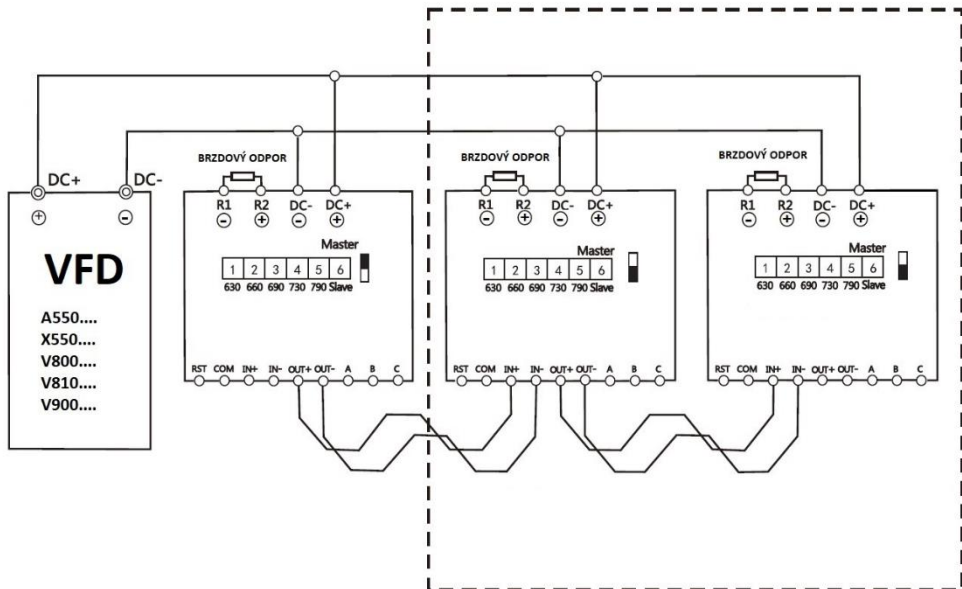 DC+ DC-
VFD
A550....
X550....
V800....
V810....
V900....
BRZDOVÝ ODPOR
R1 R2 DC- DC+
Master
1 2 3 4 5 6
630 660 690 730 790 Slave
RST COM IN+ IN- OUT+ OUT- A B C
BRZDOVÝ ODPOR
R1 R2 DC- DC+
Master
1 2 3 4 5 6
630 660 690 730 790 Slave
RST COM IN+ IN- OUT+ OUT- A B C
BRZDOVÝ ODPOR
R1 R2 DC- DC+
Master
1 2 3 4 5 6
630 660 690 730 790 Slave
RST COM IN+ IN- OUT+ OUT- A B C